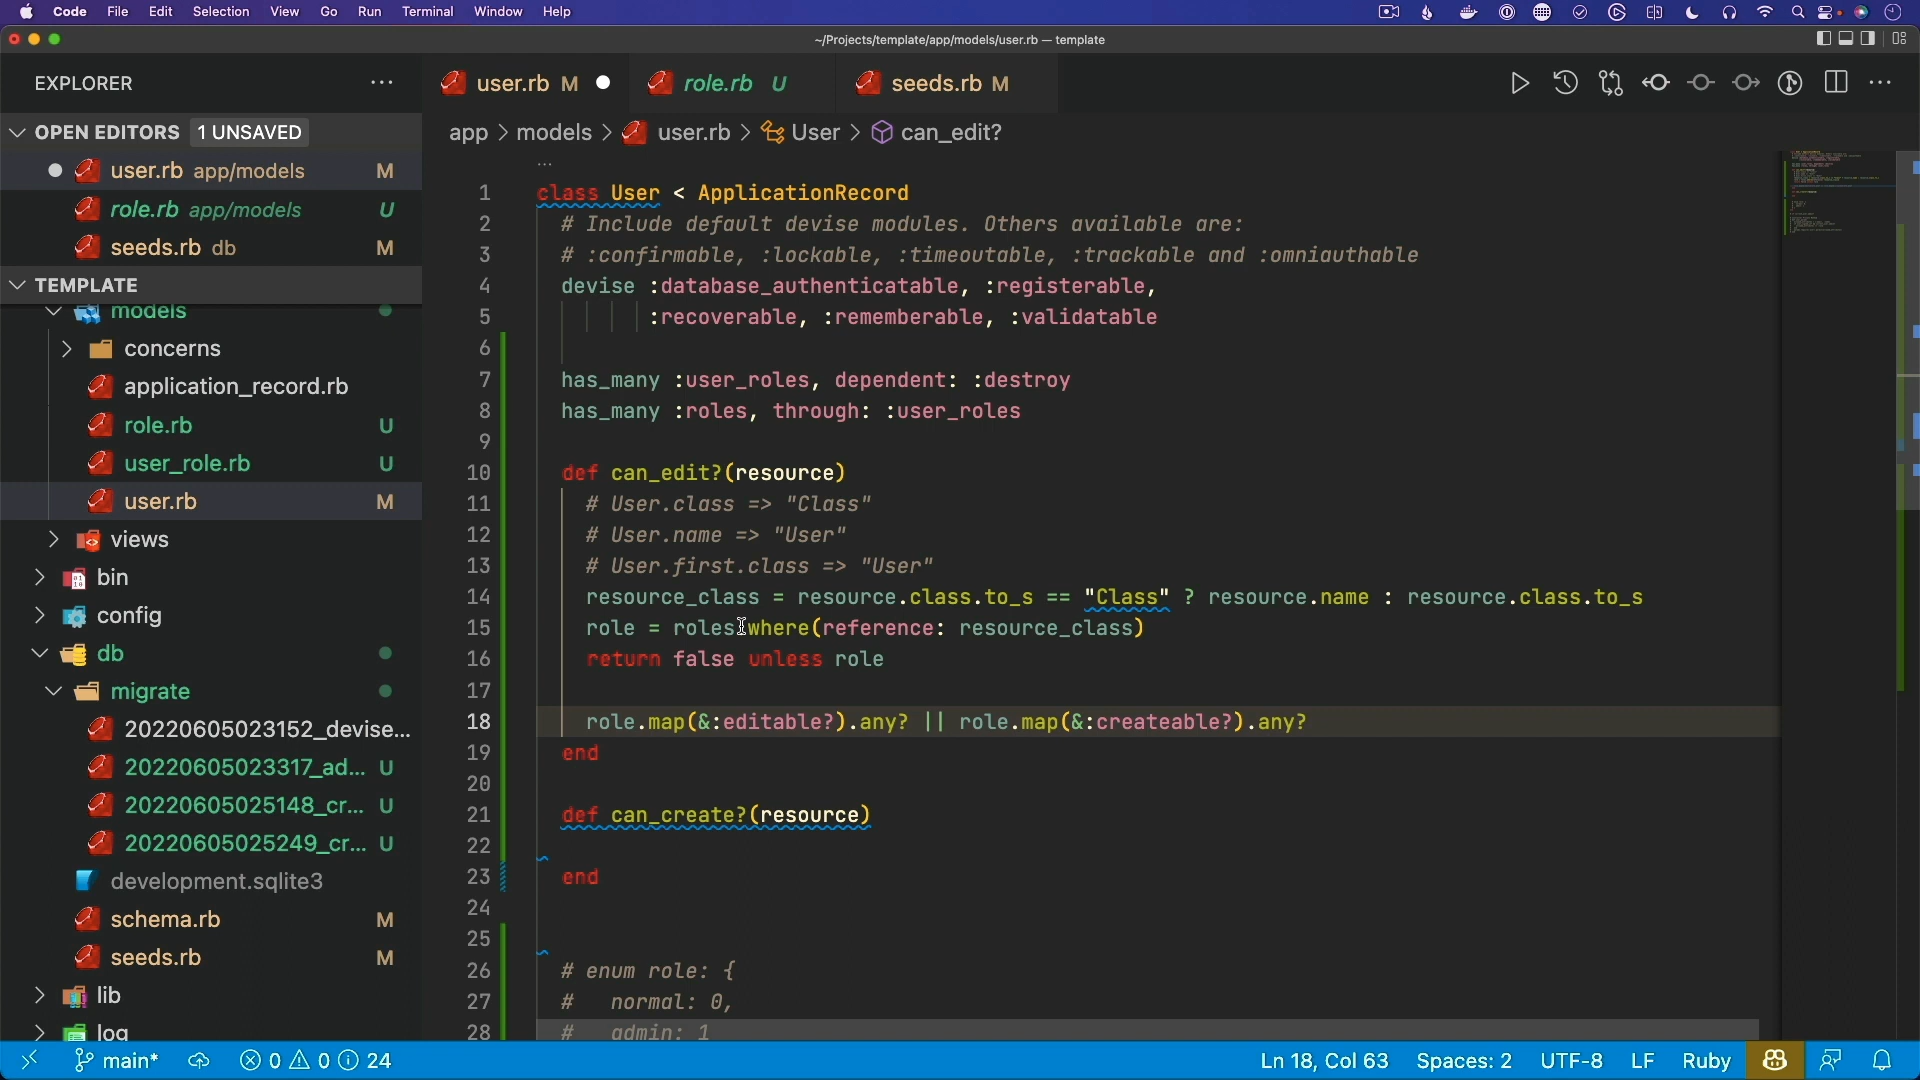 Code File Edit Selection View Go Run Terminal Window Help
~/Projects/template/app/models/user.rb — template
EXPLORER
OPEN EDITORS 1 UNSAVED
user.rb app/models M
role.rb app/models U
seeds.rb db M
TEMPLATE
models
concerns
application_record.rb
role.rb U
user_role.rb U
user.rb M
views
bin
config
db
migrate
20220605023152_devise...
20220605023317_ad... U
20220605025148_cr... U
20220605025249_cr... U
development.sqlite3
schema.rb M
seeds.rb M
lib
log
user.rb M
role.rb U
seeds.rb M
app > models > user.rb > User > can_edit?
...
1 class User < ApplicationRecord
2 # Include default devise modules. Others available are:
3 # :confirmable, :lockable, :timeoutable, :trackable and :omniauthable
4 devise :database_authenticatable, :registerable,
5 :recoverable, :rememberable, :validatable
6
7 has_many :user_roles, dependent: :destroy
8 has_many :roles, through: :user_roles
9
10 def can_edit?(resource)
11 # User.class => "Class"
12 # User.name => "User"
13 # User.first.class => "User"
14 resource_class = resource.class.to_s == "Class" ? resource.name : resource.class.to_s
15 role = roles.where(reference: resource_class)
16 return false unless role
17
18 role.map(&:editable?).any? || role.map(&:createable?).any?
19 end
20
21 def can_create?(resource)
22
23 end
24
25
26 # enum role: {
27 # normal: 0,
28 # admin: 1
main* 0 0 24
Ln 18, Col 63 Spaces: 2 UTF-8 LF Ruby